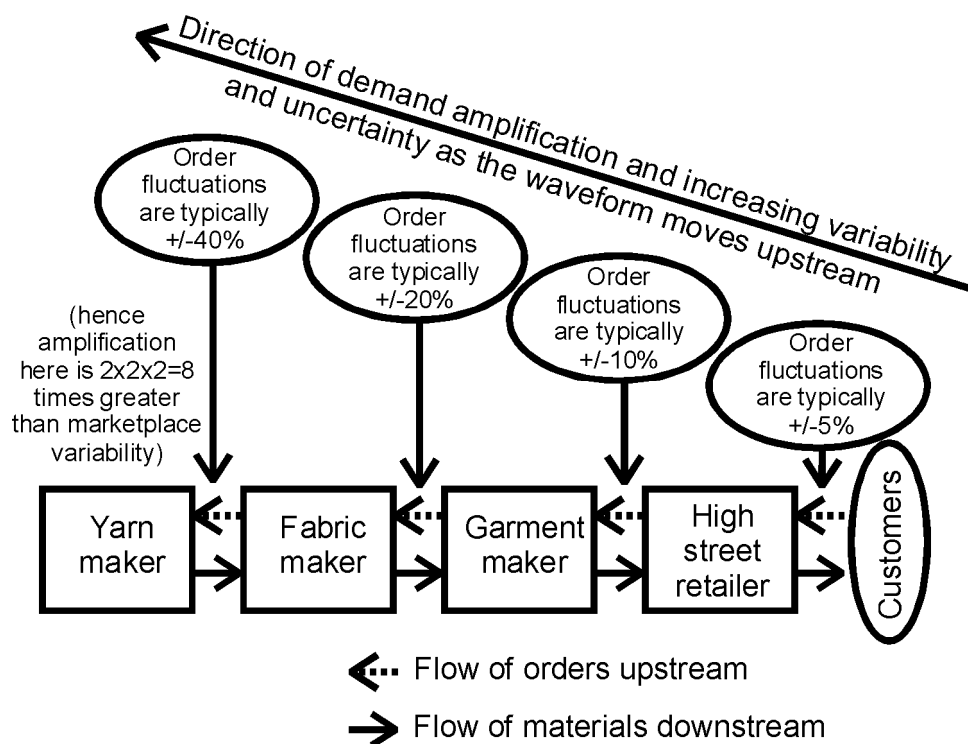 Direction of demand amplification and increasing variability
and uncertainty as the waveform moves upstream
Order
fluctuations
are typically
+/-40%
Order
fluctuations
are typically
+/-20%
Order
fluctuations
are typically
+/-10%
Order
fluctuations
are typically
+/-5%
(hence
amplification
here is 2x2x2=8
times greater
than marketplace
variability)
Yarn
maker
Fabric
maker
Garment
maker
High
street
retailer
Customers
Flow of orders upstream
Flow of materials downstream